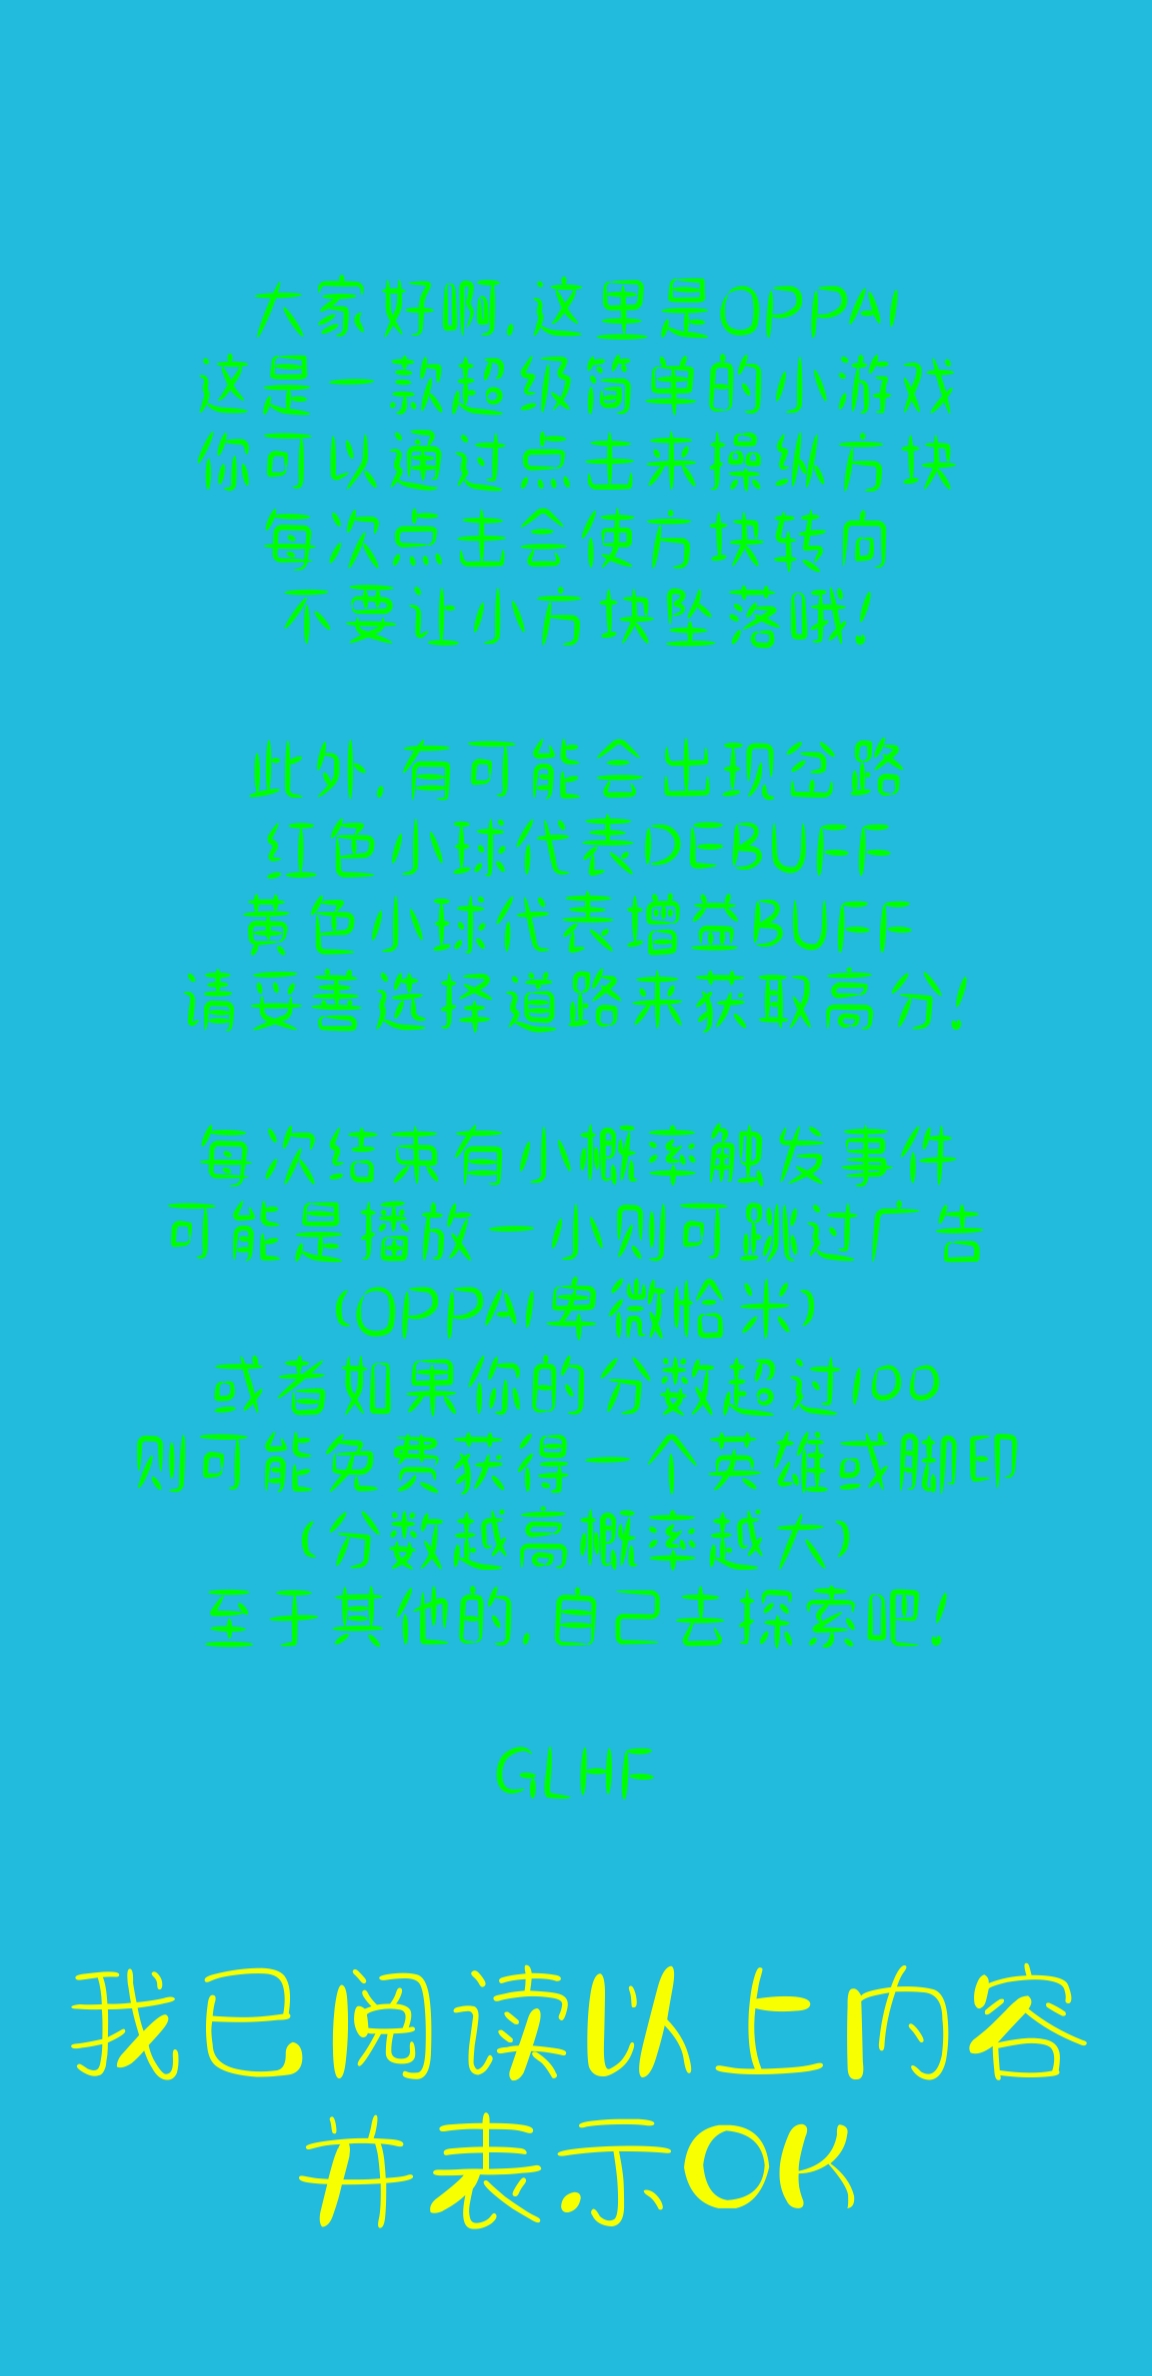 大家好啊,这里是OPPAI
这是一款超级简单的小游戏
你可以通过点击来操纵方块
每次点击会使方块转向
不要让小方块坠落哦!
此外,有可能会出现岔路
红色小球代表DEBUFF
黄色小球代表增益BUFF
请妥善选择道路来获取高分!
每次结束有小概率触发事件
可能是播放一小则可跳过广告
(OPPAI卑微恰米)
或者如果你的分数超过100
则可能免费获得一个英雄或脚印
(分数越高概率越大)
至于其他的,自己去探索吧!
GLHF
我已阅读以上内容
并表示OK